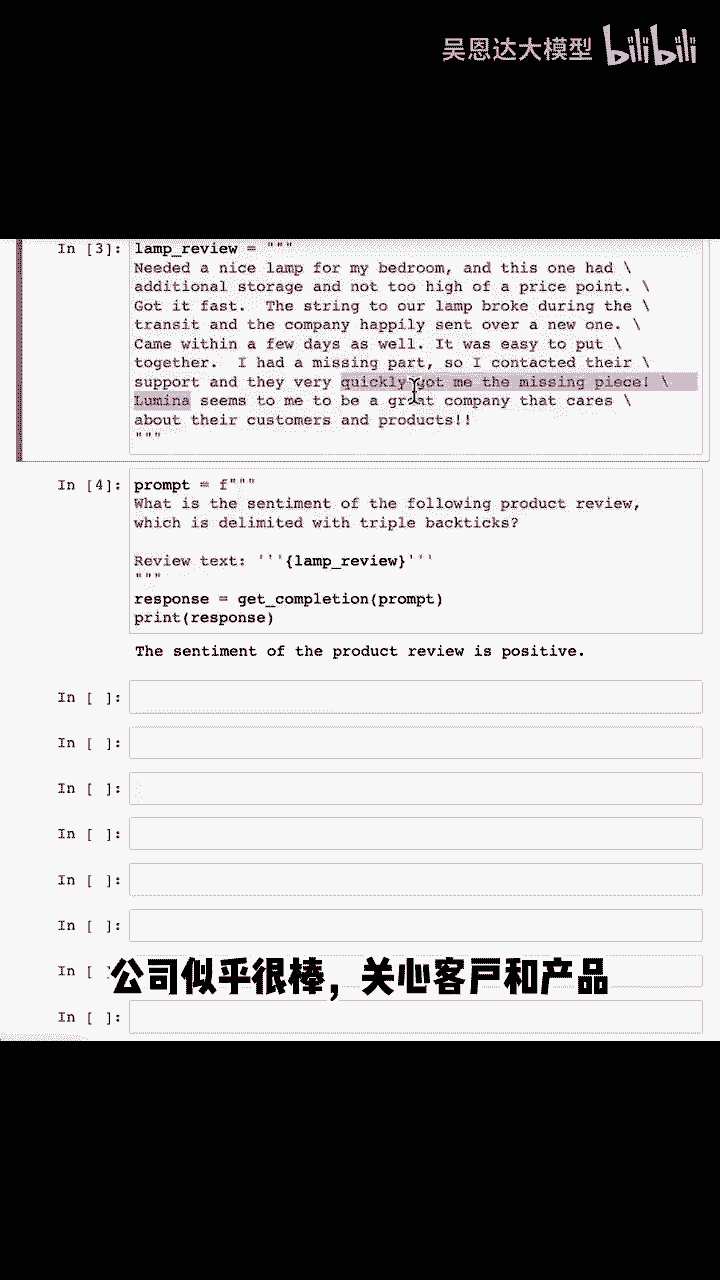 吴恩达大模型 bilibili
In [3]: lamp_review = """
Needed a nice lamp for my bedroom, and this one had \
additional storage and not too high of a price point. \
Got it fast.  The string to our lamp broke during the \
transit and the company happily sent over a new one. \
Came within a few days as well. It was easy to put \
together.  I had a missing part, so I contacted their \
support and they very quickly got me the missing piece! \
Lumina seems to me to be a great company that cares \
about their customers and products!!
"""
In [4]: prompt = f"""
What is the sentiment of the following product review,
which is delimited with triple backticks?
Review text: '''{lamp_review}'''
"""
response = get_completion(prompt)
print(response)
The sentiment of the product review is positive.
In [ ]:
In [ ]:
In [ ]:
In [ ]:
In [ ]:
In [ ]:
In [ ]:
公司似乎很棒，关心客户和产品
In [ ]: